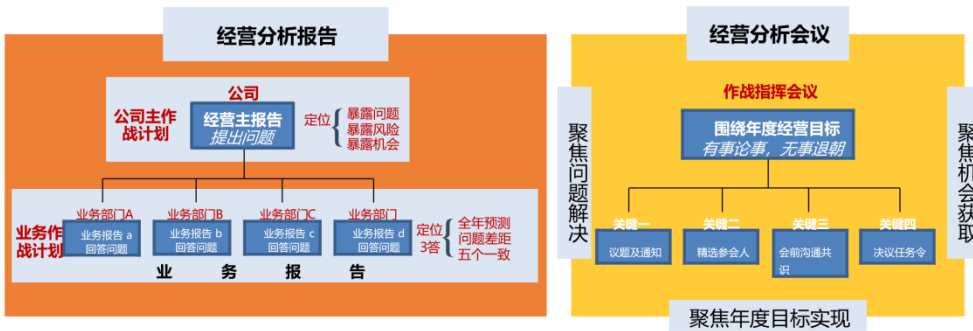 经营分析报告
公司
公司主作
战计划
经营主报告
提出问题
定位
暴露问题
暴露风险
暴露机会
业务作
战计划
业务部门A
业务报告 a
回答问题
业务部门B
业务报告 b
回答问题
业务部门C
业务报告 c
回答问题
业务部门
业务报告 d
回答问题
定位
3答
全年预测
问题差距
五个一致
业 务 报 告
经营分析会议
作战指挥会议
聚焦问题解决
围绕年度经营目标
有事论事，无事退朝
聚焦机会获取
关键一
议题及通知
关键二
精选参会人
关键三
会前沟通共
识
关键四
决议任务令
聚焦年度目标实现